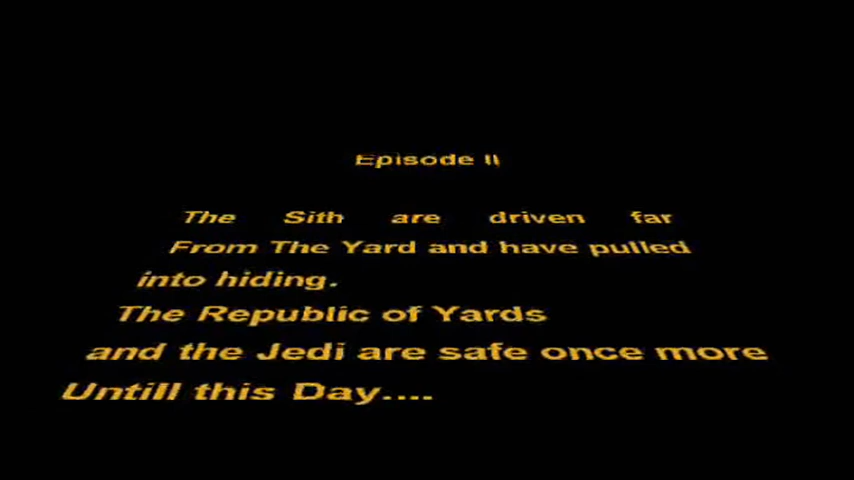 Episode II
The Sith are driven far
From The Yard and have pulled
into hiding.
The Republic of Yards
and the Jedi are safe once more
Untill this Day....